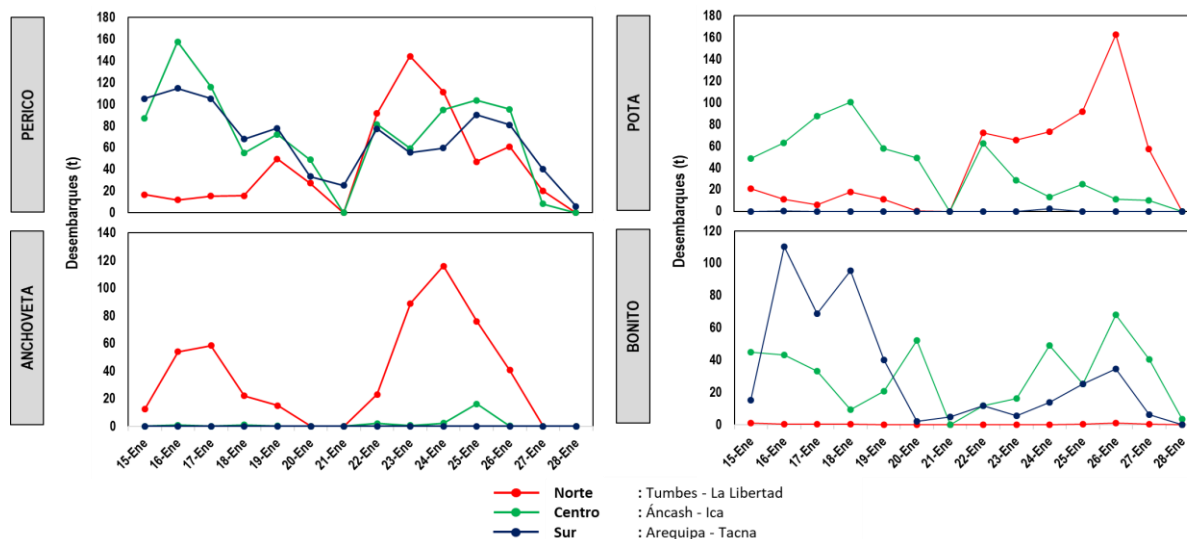 PERICO
Desembarques (t)
180
160
140
120
100
80
60
40
20
0
ANCHOVETA
140
120
100
80
60
40
20
0
15-Ene
16-Ene
17-Ene
18-Ene
19-Ene
20-Ene
21-Ene
22-Ene
23-Ene
24-Ene
25-Ene
26-Ene
27-Ene
28-Ene
POTA
Desembarques (t)
180
160
140
120
100
80
60
40
20
0
BONITO
120
100
80
60
40
20
0
15-Ene
16-Ene
17-Ene
18-Ene
19-Ene
20-Ene
21-Ene
22-Ene
23-Ene
24-Ene
25-Ene
26-Ene
27-Ene
28-Ene
Norte : Tumbes - La Libertad
Centro : Áncash - Ica
Sur : Arequipa - Tacna